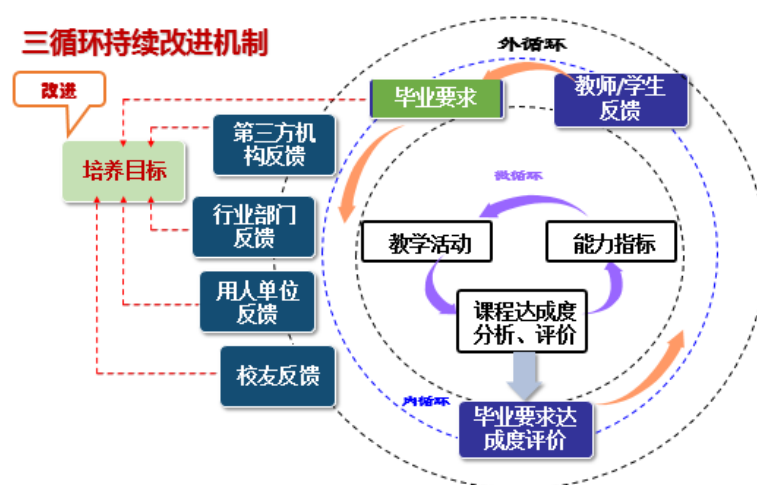 三循环持续改进机制
外循环
改进
毕业要求
教师/学生
反馈
第三方机
构反馈
培养目标
微循环
行业部门
反馈
教学活动
能力指标
用人单位
反馈
课程达成度
分析、评价
校友反馈
内循环
毕业要求达
成度评价